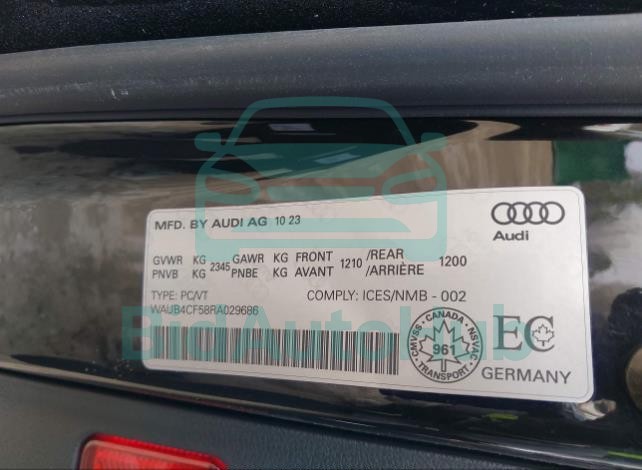 MFD. BY AUDI AG 10 23
Audi
GVWR KG 2345 GAWR KG FRONT 1210 /REAR 1200
PNVB KG PNBE KG AVANT /ARRIÈRE
TYPE: PC/VT COMPLY: ICES/NMB - 002
WAUB4CF58RA029686
CANADA
CMVSS NSVAC
961
TRANSPORT
EC
GERMANY
BidAutoHub